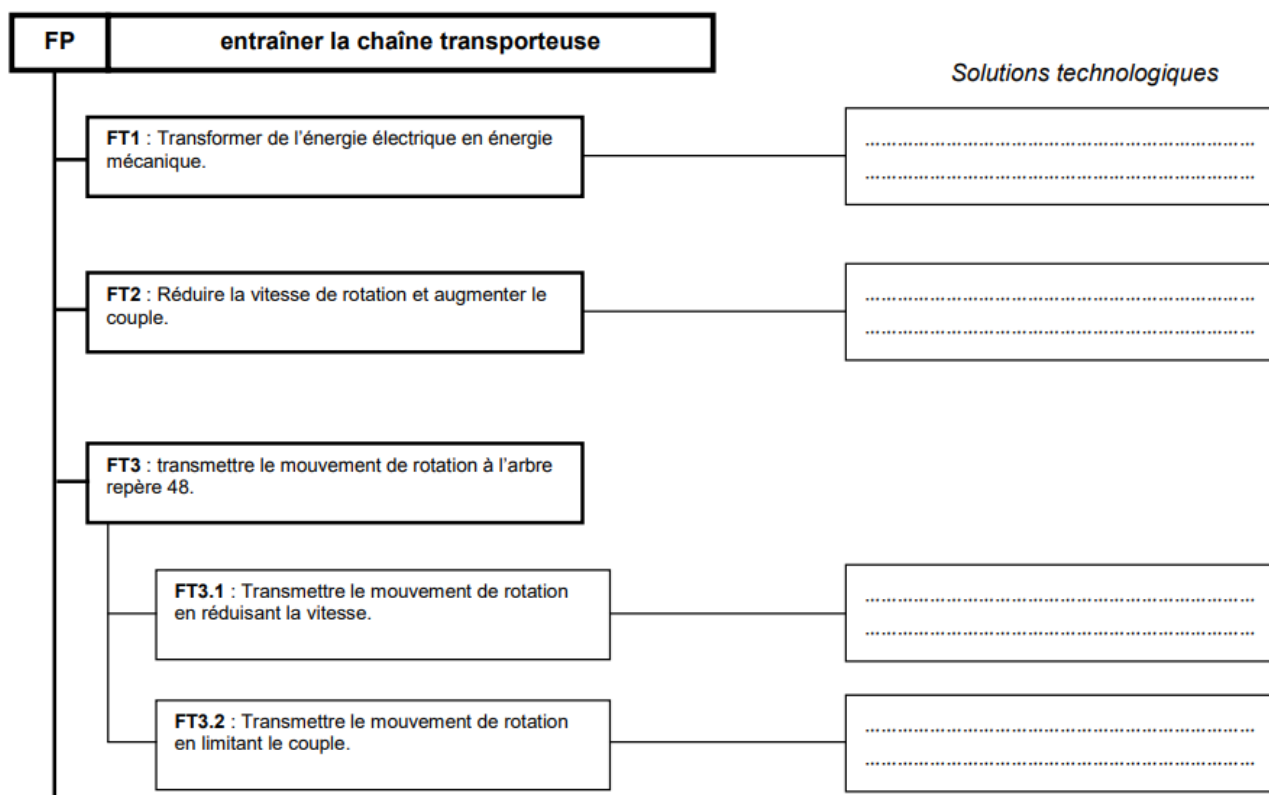 FP entraîner la chaîne transporteuse
Solutions technologiques
FT1 : Transformer de l’énergie électrique en énergie
mécanique.
……………………………………………………………
……………………………………………………………
FT2 : Réduire la vitesse de rotation et augmenter le
couple.
……………………………………………………………
……………………………………………………………
FT3 : transmettre le mouvement de rotation à l’arbre
repère 48.
FT3.1 : Transmettre le mouvement de rotation
en réduisant la vitesse.
……………………………………………………………
……………………………………………………………
FT3.2 : Transmettre le mouvement de rotation
en limitant le couple.
……………………………………………………………
……………………………………………………………